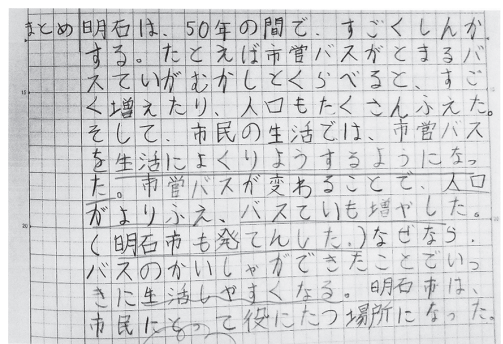 まとめ 明石は、50年の間で、すごくしんか
する。たとえば市営バスがとまるバ
スていがむかしとくらべると、すご
く増えたり、人口もたくさんふえた。
そして、市民の生活では、市営バス
を生活によくりようするようになっ
た。市営バスが変わることで、人口
がよりふえ、バスていも増やした。
(明石市も発てんした。)なぜなら、
バスのかいしゃができたことでいっ
きに生活しやすくなる。明石市は、
市民にとって役にたつ場所になった。